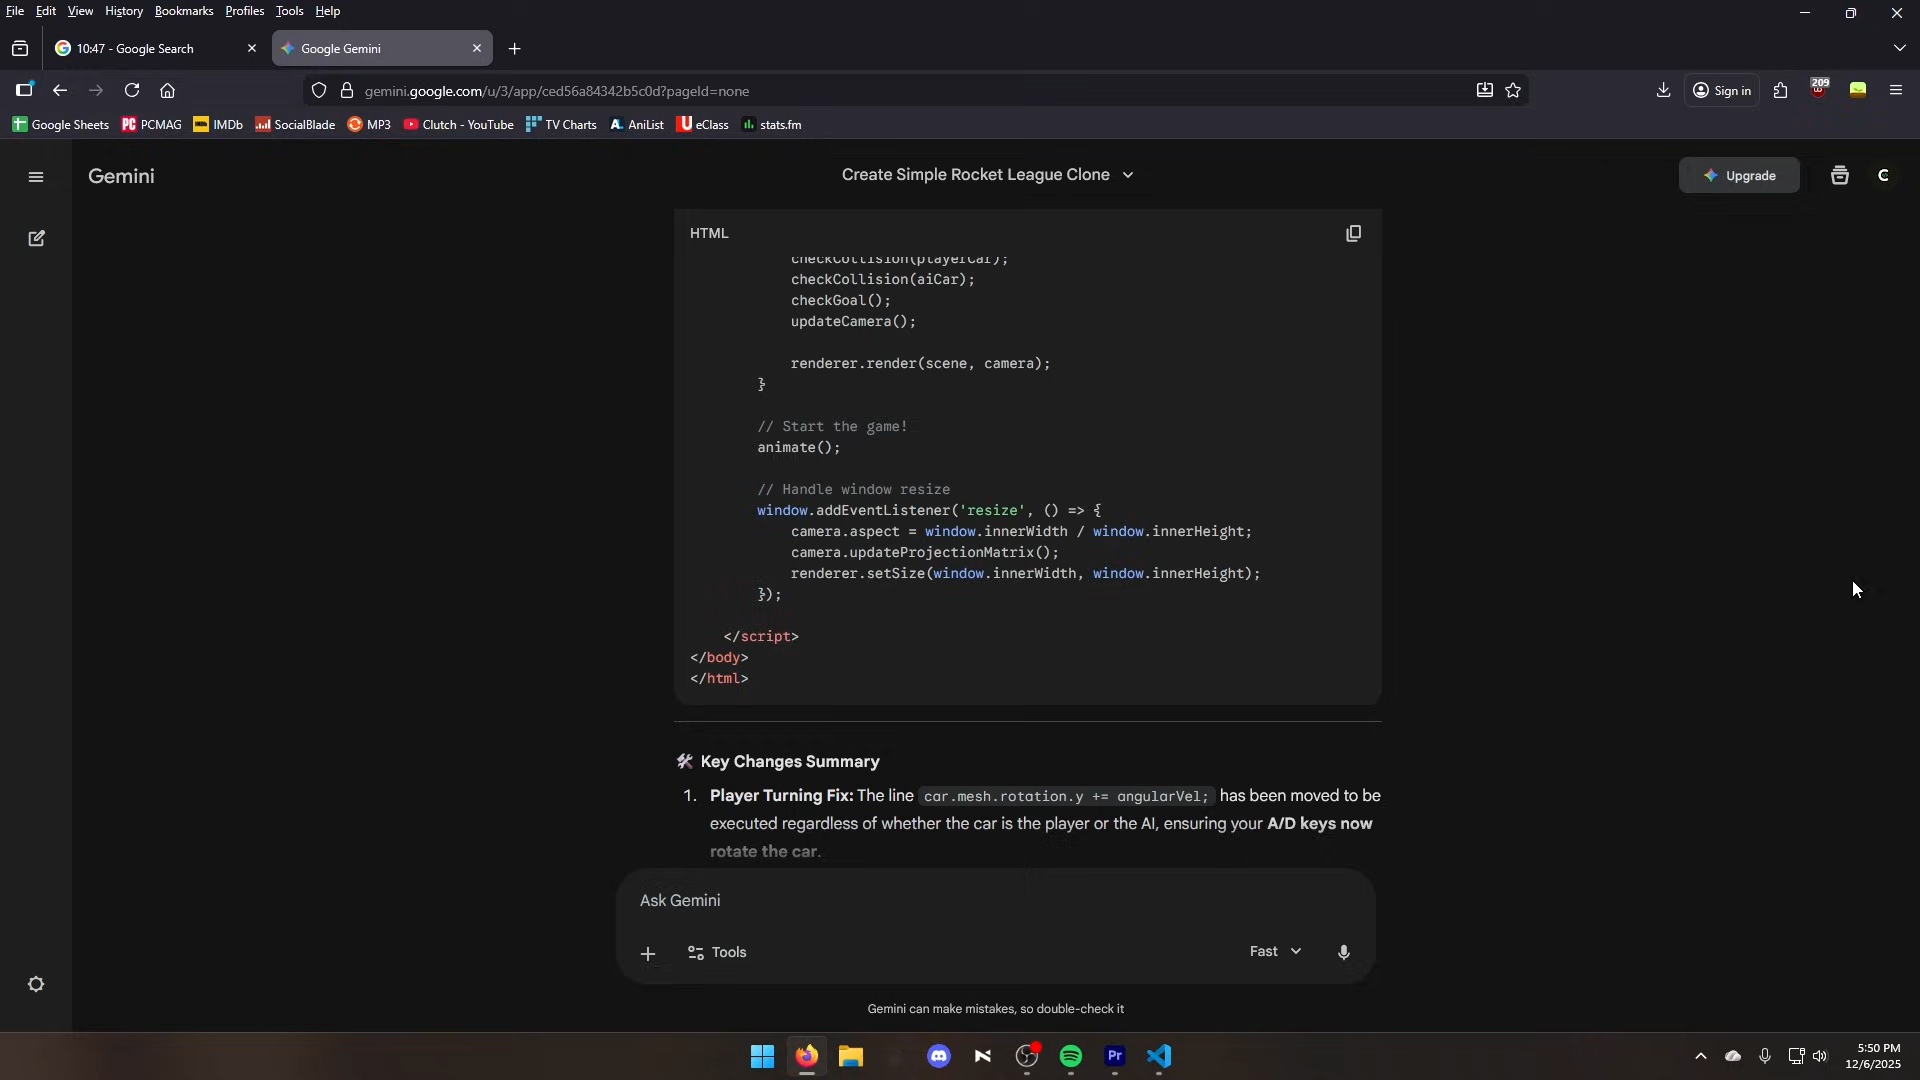 File Edit View History Bookmarks Profiles Tools Help
10:47 - Google Search
Google Gemini
gemini.google.com/u/3/app/ced56a84342b5c0d?pageId=none
Sign in
209
Google Sheets
PC PCMAG
IMDb
SocialBlade
MP3
Clutch - YouTube
TV Charts
AniList
eClass
stats.fm
Gemini
Create Simple Rocket League Clone
Upgrade
C
HTML
checkCollision(playerCar);
checkCollision(aiCar);
checkGoal();
updateCamera();
renderer.render(scene, camera);
}
// Start the game!
animate();
// Handle window resize
window.addEventListener('resize', () => {
camera.aspect = window.innerWidth / window.innerHeight;
camera.updateProjectionMatrix();
renderer.setSize(window.innerWidth, window.innerHeight);
});
</script>
</body>
</html>
Key Changes Summary
1. Player Turning Fix: The line car.mesh.rotation.y += angularVel; has been moved to be
executed regardless of whether the car is the player or the AI, ensuring your A/D keys now
rotate the car.
Ask Gemini
Tools
Fast
Gemini can make mistakes, so double-check it
Pr
5:50 PM
12/6/2025